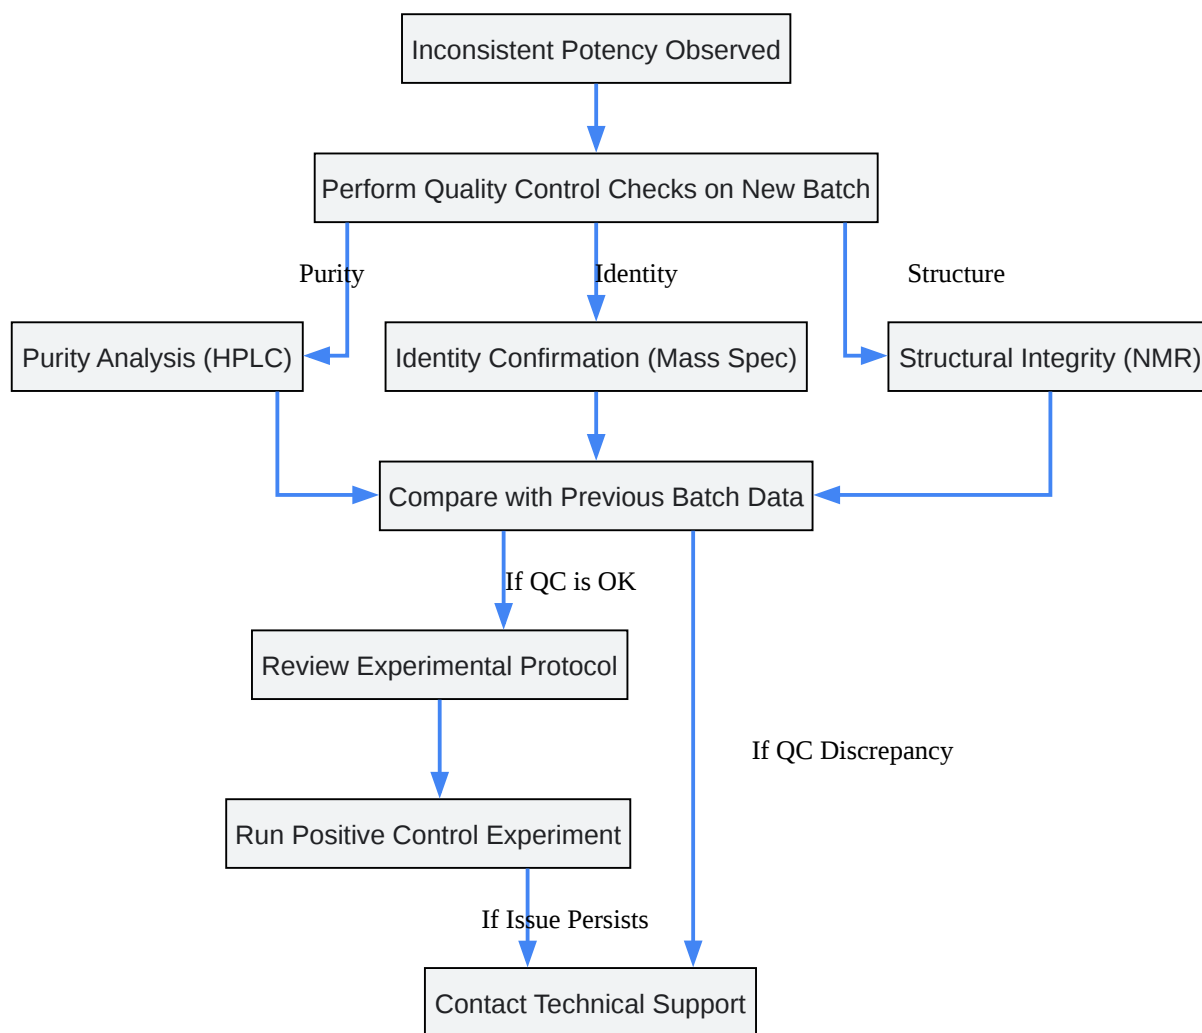 Inconsistent Potency Observed
Perform Quality Control Checks on New Batch
Purity
Identity
Structure
Purity Analysis (HPLC)
Identity Confirmation (Mass Spec)
Structural Integrity (NMR)
Compare with Previous Batch Data
If QC is OK
Review Experimental Protocol
If QC Discrepancy
Run Positive Control Experiment
If Issue Persists
Contact Technical Support